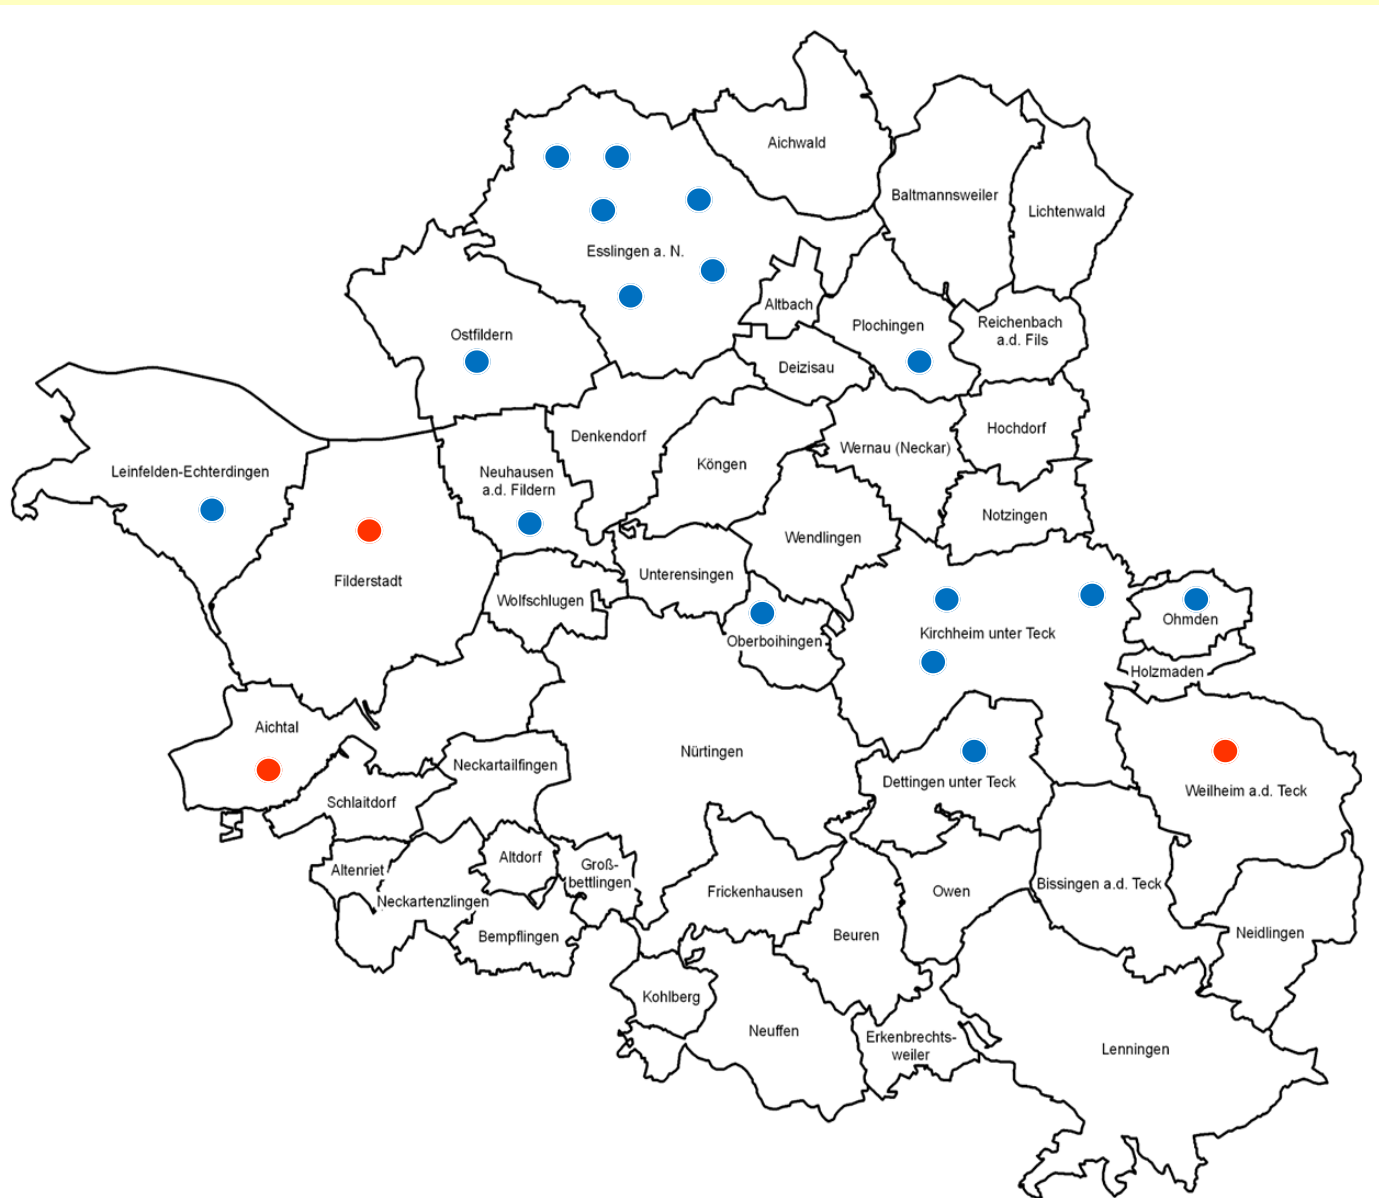 Aichwald
Baltmannsweiler
Lichtenwald
Esslingen a. N.
Altbach
Plochingen
Reichenbach
a.d. Fils
Ostfildern
Deizisau
Hochdorf
Denkendorf
Wernau (Neckar)
Köngen
Leinfelden-Echterdingen
Neuhausen
a.d. Fildern
Notzingen
Wendlingen
Unterensingen
Filderstadt
Wolfschlugen
Ohmden
Kirchheim unter Teck
Oberboihingen
Holzmaden
Aichtal
Nürtingen
Neckartailfingen
Dettingen unter Teck
Weilheim a.d. Teck
Schlaitdorf
Altdorf
Groß-
bettlingen
Altenriet
Bissingen a.d. Teck
Frickenhausen
Owen
Neckartenzlingen
Neidlingen
Beuren
Bempflingen
Kohlberg
Neuffen
Erkenbrechts-
weiler
Lenningen